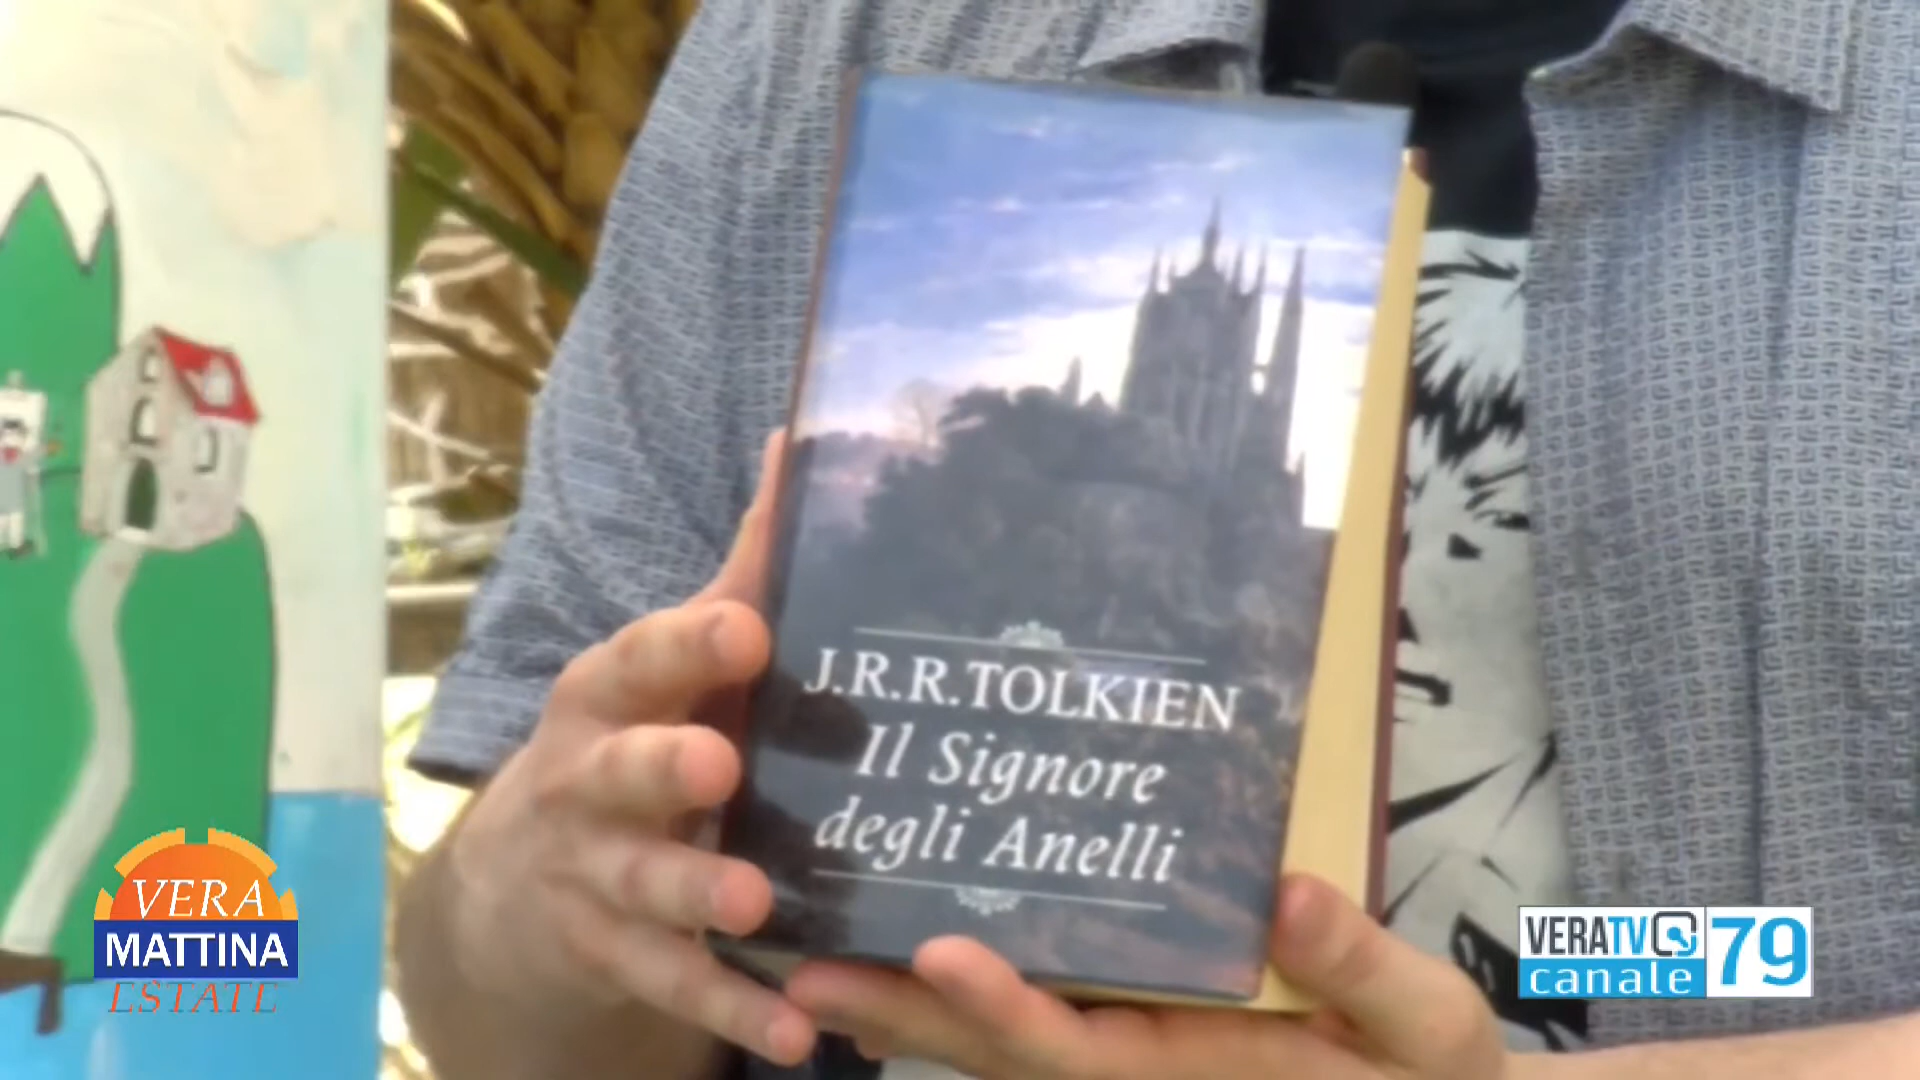 J.R.R.TOLKIEN
Il Signore
degli Anelli
VERA
MATTINA
ESTATE
VERATV
canale
79